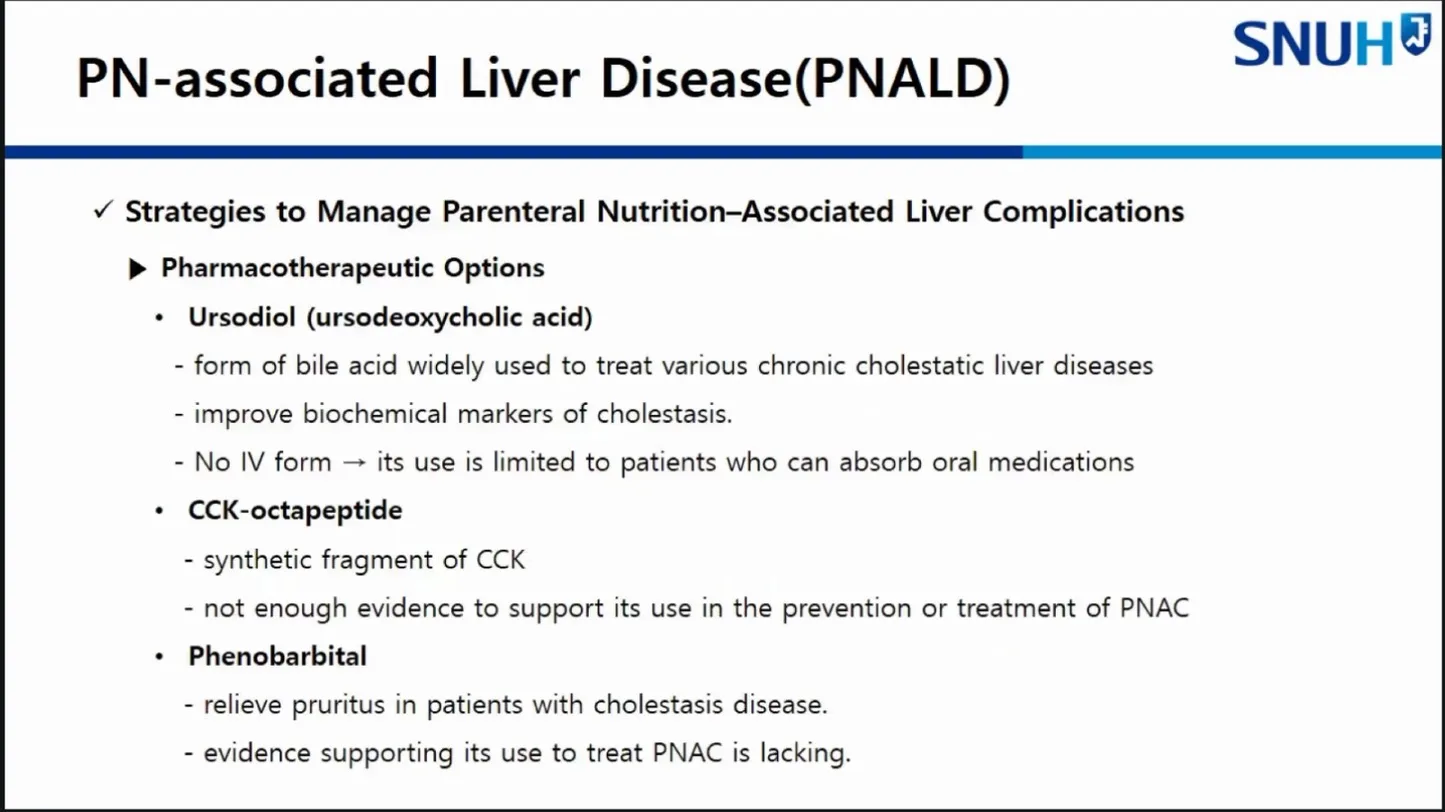 SNUH
PN-associated Liver Disease(PNALD)
✓ Strategies to Manage Parenteral Nutrition–Associated Liver Complications
▶ Pharmacotherapeutic Options
• Ursodiol (ursodeoxycholic acid)
- form of bile acid widely used to treat various chronic cholestatic liver diseases
- improve biochemical markers of cholestasis.
- No IV form → its use is limited to patients who can absorb oral medications
• CCK-octapeptide
- synthetic fragment of CCK
- not enough evidence to support its use in the prevention or treatment of PNAC
• Phenobarbital
- relieve pruritus in patients with cholestasis disease.
- evidence supporting its use to treat PNAC is lacking.